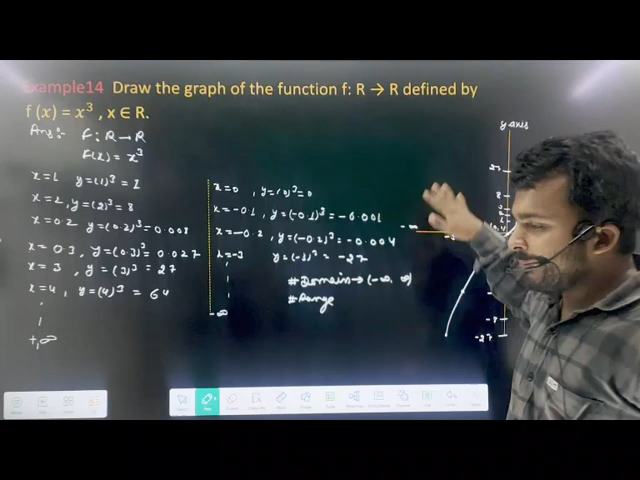 Example14 Draw the graph of the function f: R → R defined by
f (x) = x³ , x ∈ R.
Ans:- F: R→R
F(x) = x³
x=1, y=(1)³ = 1
x=2, y=(2)³ = 8
x=0.2, y=(0.2)³ = 0.008
x=0.3, y=(0.3)³ = 0.027
x=3, y=(3)³ = 27
x=4, y=(4)³ = 64
+∞
x=0, y=(0)³=0
x=-0.1, y=(-0.1)³=-0.001
x=-0.2, y=(-0.2)³=-0.004
x=-3 y=(-3)³ = -27
-∞
# Domain→(-∞, ∞)
# Range
y axis
27
8
-∞
-3
-8
-27